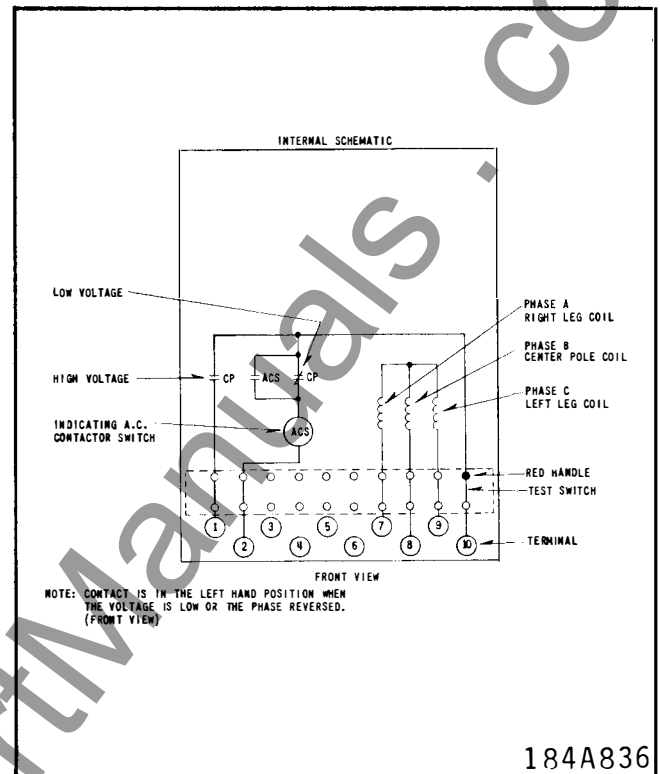 INTERNAL SCHEMATIC
LOW VOLTAGE
PHASE A
RIGHT LEG COIL
PHASE B
CENTER POLE COIL
HIGH VOLTAGE
CP
ACS
CP
PHASE C
LEFT LEG COIL
INDICATING A.C.
CONTACTOR SWITCH
ACS
RED HANDLE
TEST SWITCH
1 3 5 7 9
2 4 6 8 10
TERMINAL
FRONT VIEW
NOTE: CONTACT IS IN THE LEFT HAND POSITION WHEN
THE VOLTAGE IS LOW OR THE PHASE REVERSED.
(FRONT VIEW)
184A836